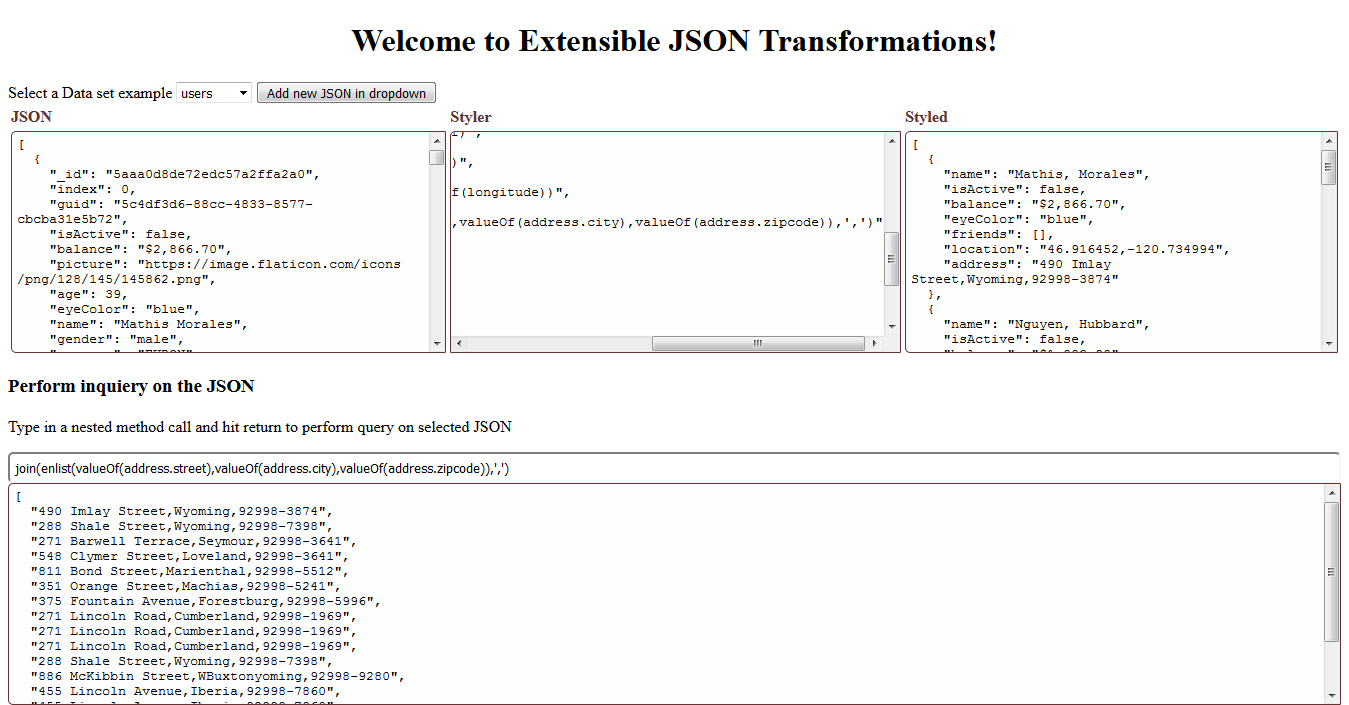 Welcome to Extensible JSON Transformations!
Select a Data set example users Add new JSON in dropdown
JSON
[
{
"_id": "5aaa0d8de72edc57a2ffa2a0",
"index": 0,
"guid": "5c4df3d6-88cc-4833-8577-
cbcba31e5b72",
"isActive": false,
"balance": "$2,866.70",
"picture": "https://image.flaticon.com/icons
/png/128/145/145862.png",
"age": 39,
"eyeColor": "blue",
"name": "Mathis Morales",
"gender": "male",
Styler
)",
f(longitude))",
,valueOf(address.city),valueOf(address.zipcode)),',')"
Styled
[
{
"name": "Mathis, Morales",
"isActive": false,
"balance": "$2,866.70",
"eyeColor": "blue",
"friends": [],
"location": "46.916452,-120.734994",
"address": "490 Imlay
Street,Wyoming,92998-3874"
},
{
"name": "Nguyen, Hubbard",
"isActive": false,
Perform inquiery on the JSON
Type in a nested method call and hit return to perform query on selected JSON
join(enlist(valueOf(address.street),valueOf(address.city),valueOf(address.zipcode)),',')
[
"490 Imlay Street,Wyoming,92998-3874",
"288 Shale Street,Wyoming,92998-7398",
"271 Barwell Terrace,Seymour,92998-3641",
"548 Clymer Street,Loveland,92998-3641",
"811 Bond Street,Marienthal,92998-5512",
"351 Orange Street,Machias,92998-5241",
"375 Fountain Avenue,Forestburg,92998-5996",
"271 Lincoln Road,Cumberland,92998-1969",
"271 Lincoln Road,Cumberland,92998-1969",
"271 Lincoln Road,Cumberland,92998-1969",
"288 Shale Street,Wyoming,92998-7398",
"886 McKibbin Street,WBuxtonyoming,92998-9280",
"455 Lincoln Avenue,Iberia,92998-7860",